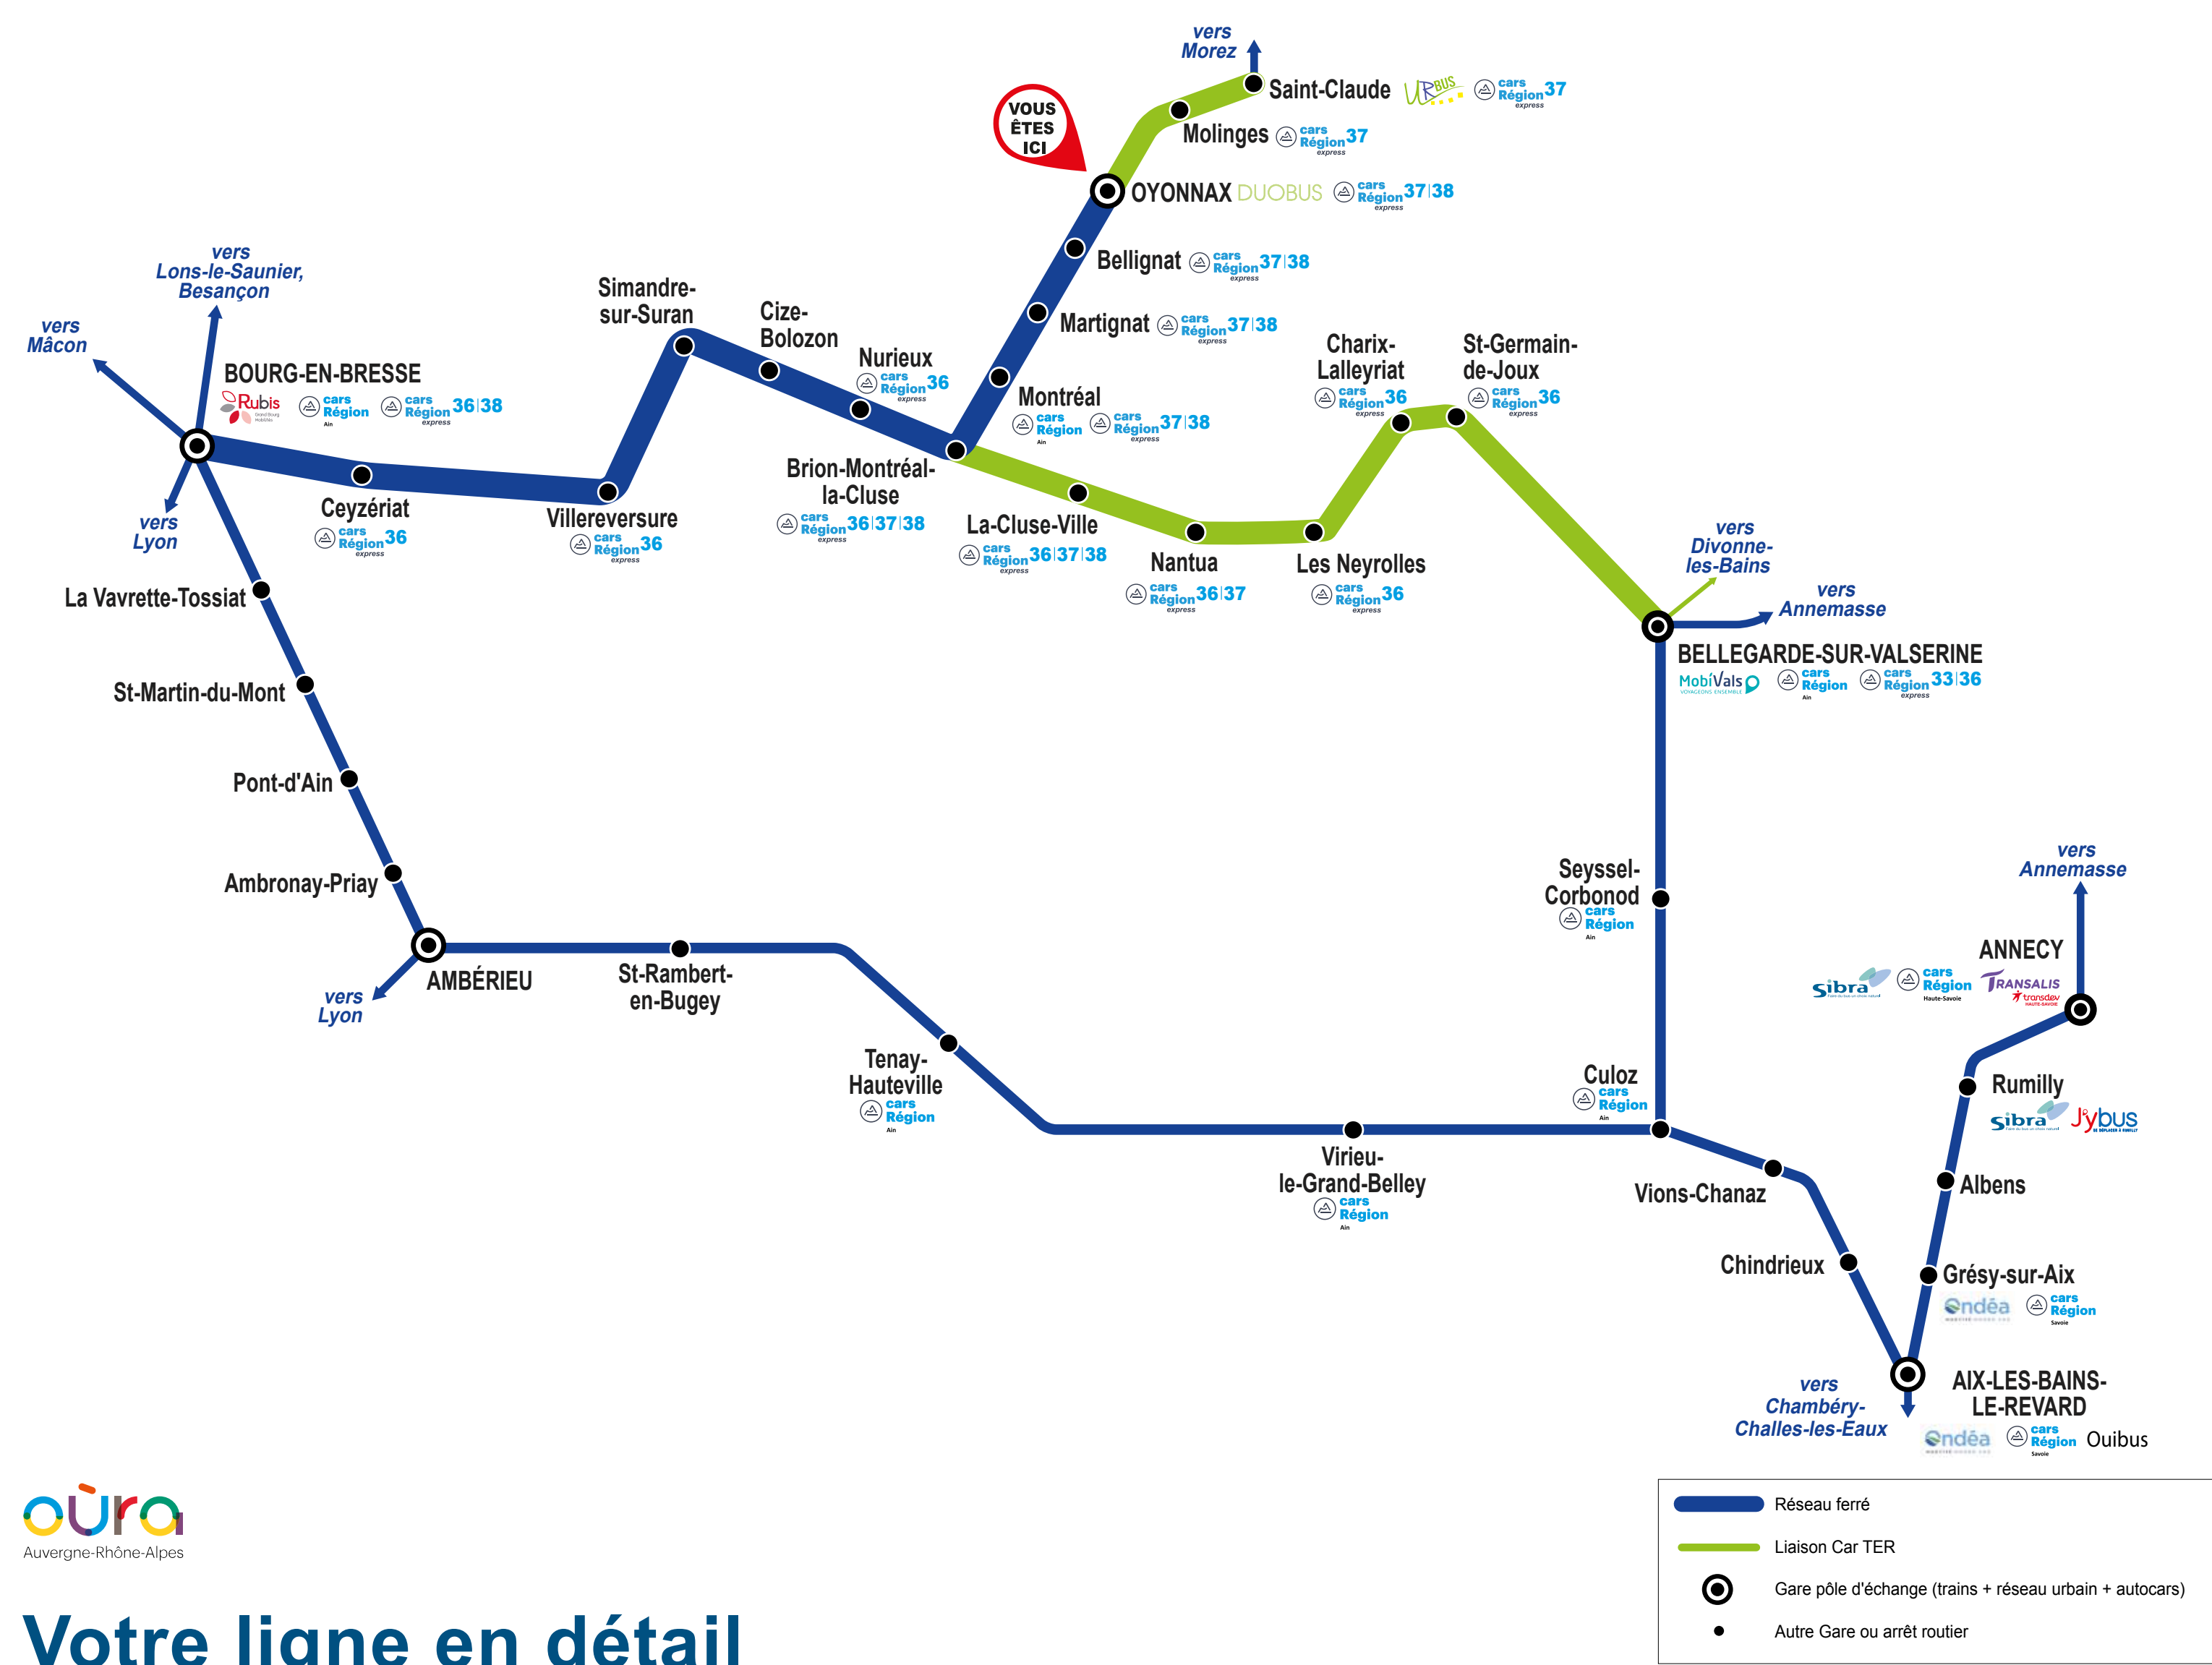 vers
Morez
Saint-Claude URBUS cars Région express 37
Molinges cars Région express 37
VOUS
ÊTES
ICI
OYONNAX DUOBUS cars Région express 37|38
Bellignat cars Région express 37|38
Martignat cars Région express 37|38
Montréal
cars Région Ain cars Région express 37|38
vers
Lons-le-Saunier,
Besançon
vers
Mâcon
BOURG-EN-BRESSE
Rubis cars Région Ain cars Région express 36|38
vers
Lyon
Ceyzériat
cars Région express 36
Villereversure
cars Région express 36
Simandre-
sur-Suran
Cize-
Bolozon
Nurieux
cars Région express 36
Brion-Montréal-
la-Cluse
cars Région express 36|37|38
La-Cluse-Ville
cars Région express 36|37|38
Nantua
cars Région express 36|37
Les Neyrolles
cars Région express 36
Charix-
Lalleyriat
cars Région express 36
St-Germain-
de-Joux
cars Région express 36
vers
Divonne-
les-Bains
vers
Annemasse
BELLEGARDE-SUR-VALSERINE
MobiVals VOYAGEONS ENSEMBLE cars Région Ain cars Région express 33|36
La Vavrette-Tossiat
St-Martin-du-Mont
Pont-d'Ain
Ambronay-Priay
AMBÉRIEU
vers
Lyon
St-Rambert-
en-Bugey
Tenay-
Hauteville
cars Région Ain
Virieu-
le-Grand-Belley
cars Région Ain
Seyssel-
Corbonod
cars Région Ain
Culoz
cars Région Ain
Vions-Chanaz
Chindrieux
vers
Annemasse
ANNECY
Sibra cars Région Haute-Savoie TRANSALIS transdev HAUTE-SAVOIE
Rumilly
Sibra J'ybus
Albens
Grésy-sur-Aix
Ondéa cars Région Savoie
AIX-LES-BAINS-
LE-REVARD
Ondéa cars Région Savoie Ouibus
vers
Chambéry-
Challes-les-Eaux
oùra
Auvergne-Rhône-Alpes
Votre ligne en détail
Réseau ferré
Liaison Car TER
Gare pôle d'échange (trains + réseau urbain + autocars)
Autre Gare ou arrêt routier